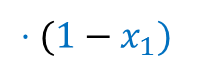 · (1 − x₁)